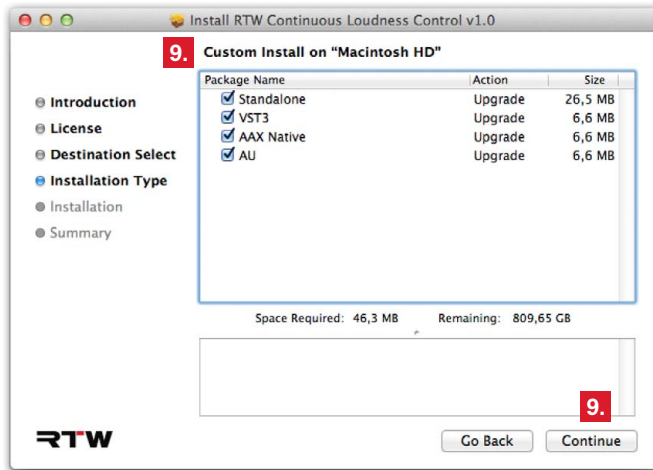 Install RTW Continuous Loudness Control v1.0
9. Custom Install on “Macintosh HD”
Introduction
License
Destination Select
Installation Type
Installation
Summary
Package Name Action Size
Standalone Upgrade 26,5 MB
VST3 Upgrade 6,6 MB
AAX Native Upgrade 6,6 MB
AU Upgrade 6,6 MB
Space Required: 46,3 MB Remaining: 809,65 GB
9.
RTW
Go Back Continue